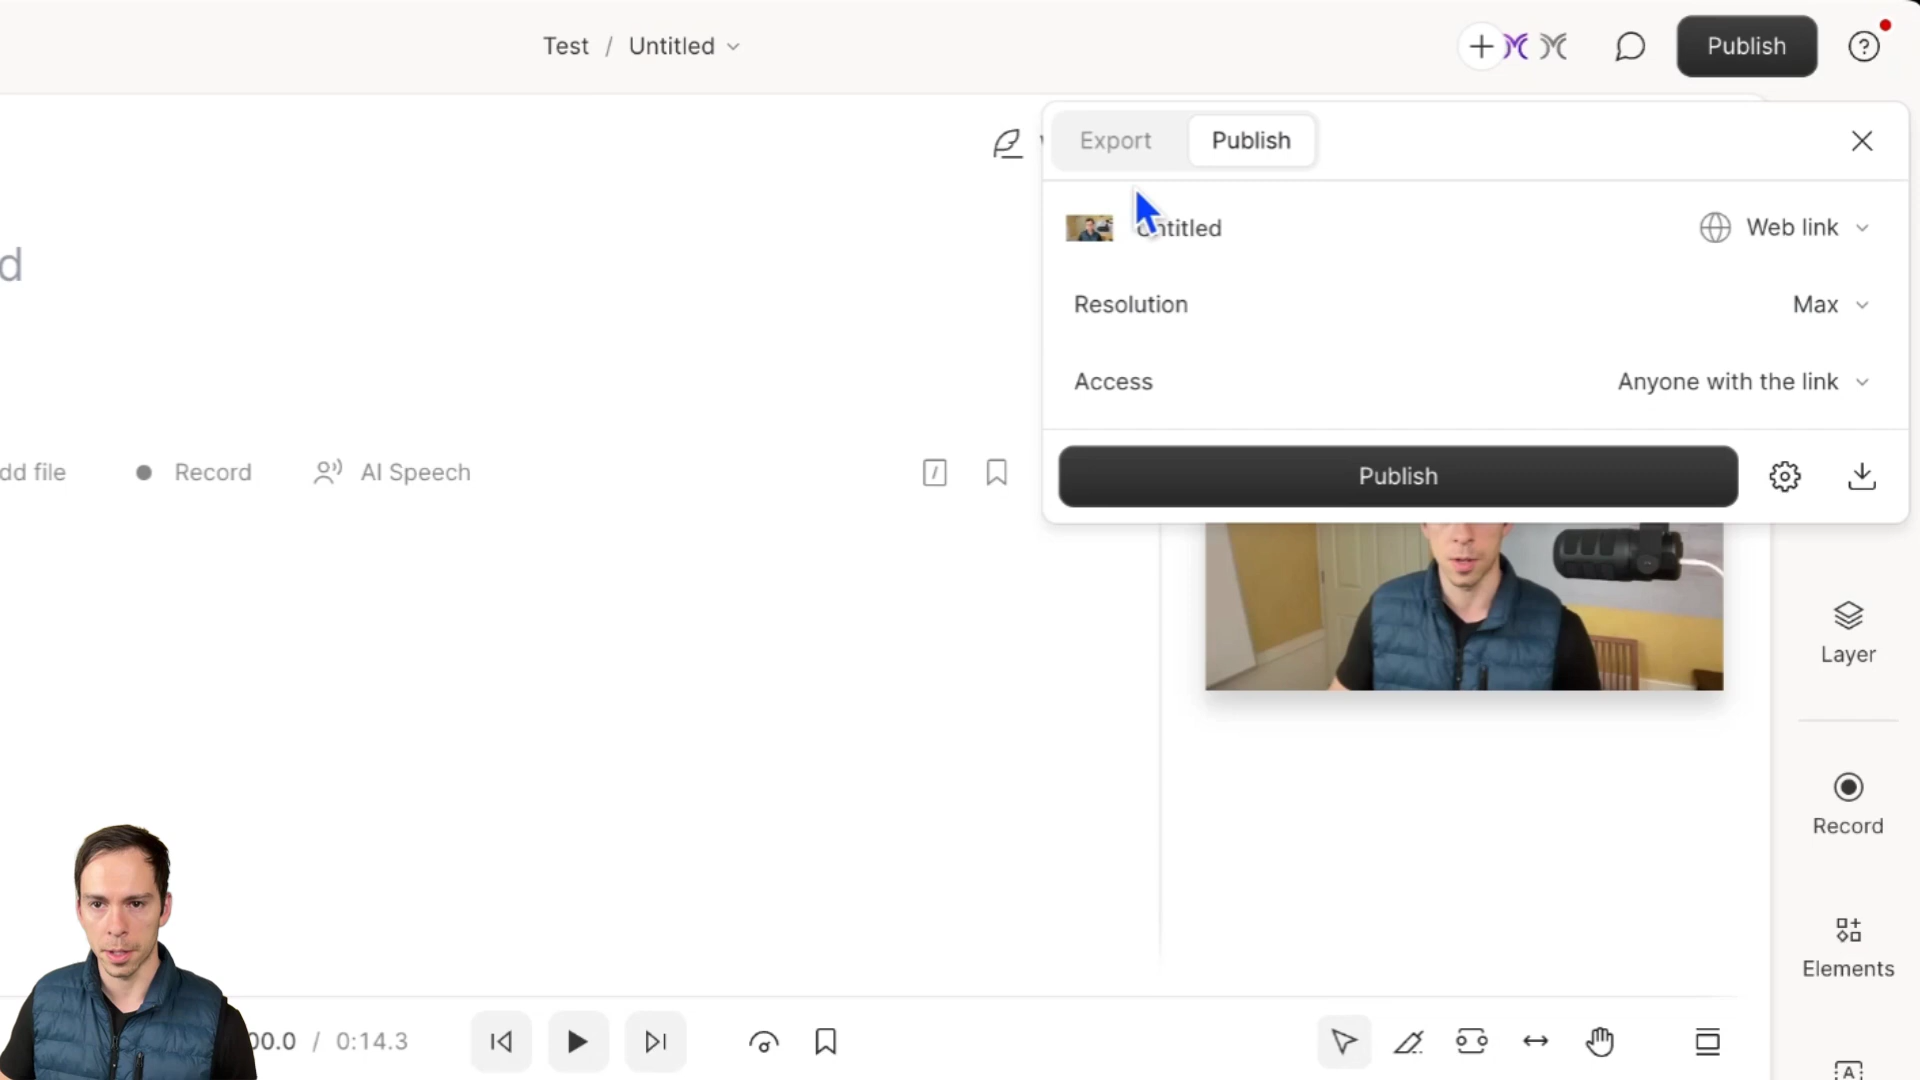 Test / Untitled
Publish
Export
Publish
Untitled
Web link
d
Resolution
Max
Access
Anyone with the link
dd file
Record
AI Speech
Publish
Layer
Record
Elements
00.0 / 0:14.3
A